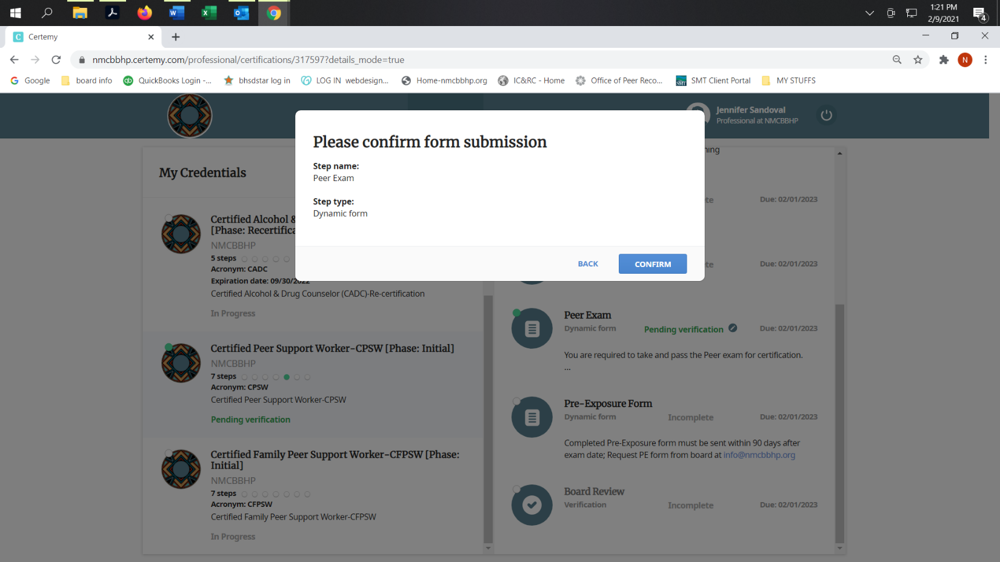 1:21 PM
2/9/2021
4
Certemy
nmcbbhp.certemy.com/professional/certifications/317597?details_mode=true
N
Google
board info
QuickBooks Login -...
bhsdstar log in
LOG IN webdesign...
Home-nmcbbhp.org
IC&RC - Home
Office of Peer Reco...
SMT Client Portal
MY STUFFS
Jennifer Sandoval
Professional at NMCBBHP
Please confirm form submission
Step name:
Peer Exam
Step type:
Dynamic form
BACK
CONFIRM
My Credentials
Certified Alcohol &
[Phase: Recertifica
NMCBBHP
5 steps
Acronym: CADC
Expiration date: 09/30/2022
Certified Alcohol & Drug Counselor (CADC)-Re-certification
In Progress
Certified Peer Support Worker-CPSW [Phase: Initial]
NMCBBHP
7 steps
Acronym: CPSW
Certified Peer Support Worker-CPSW
Pending verification
Certified Family Peer Support Worker-CFPSW [Phase:
Initial]
NMCBBHP
7 steps
Acronym: CFPSW
Certified Family Peer Support Worker-CFPSW
In Progress
ning
te
Due: 02/01/2023
te
Due: 02/01/2023
Peer Exam
Dynamic form
Pending verification
Due: 02/01/2023
You are required to take and pass the Peer exam for certification.
...
Pre-Exposure Form
Dynamic form
Incomplete
Due: 02/01/2023
Completed Pre-Exposure form must be sent within 90 days after
exam date; Request PE form from board at info@nmcbbhp.org
Board Review
Verification
Incomplete
Due: 02/01/2023